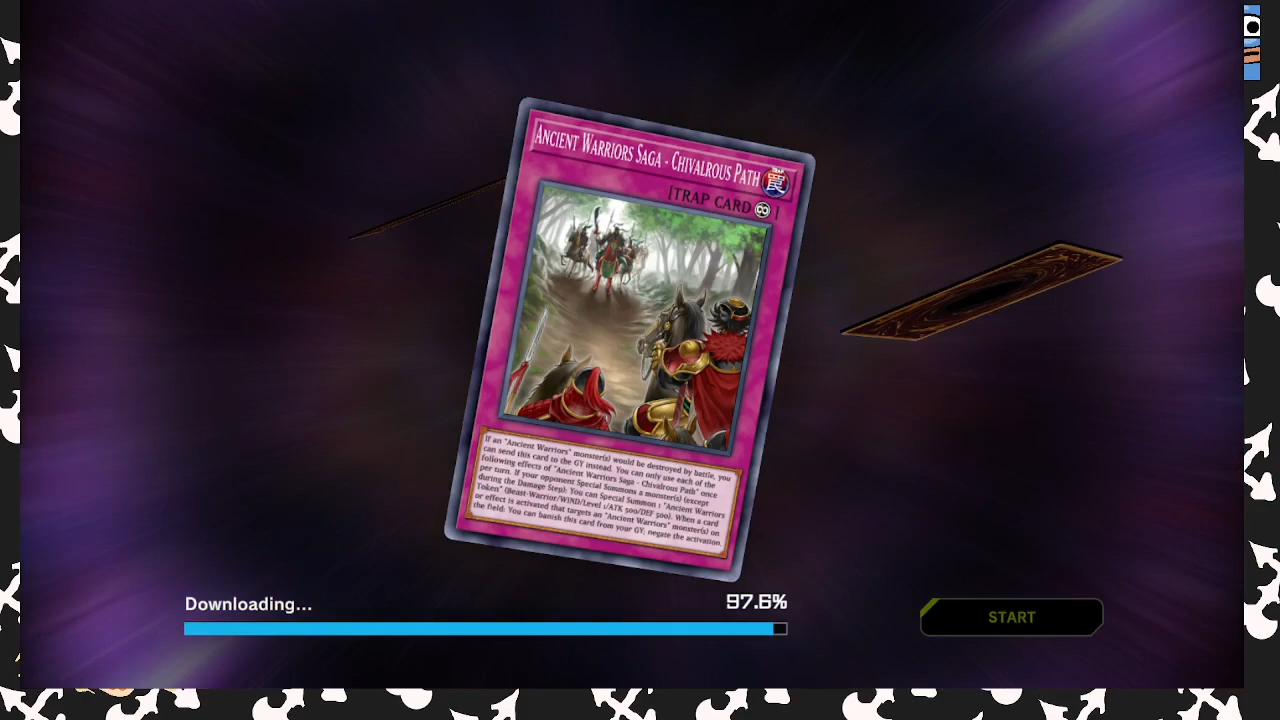 ANCIENT WARRIORS SAGA - CHIVALROUS PATH
TRAP
罠
[TRAP CARD ]
If an "Ancient Warriors" monster(s) would be destroyed by battle, you
can send this card to the GY instead. You can only use each of the
following effects of "Ancient Warriors Saga - Chivalrous Path" once
per turn. If your opponent Special Summons a monster(s) (except
during the Damage Step): You can Special Summon 1 "Ancient Warriors
Token" (Beast-Warrior/WIND/Level 1/ATK 500/DEF 500). When a card
or effect is activated that targets an "Ancient Warriors" monster(s) on
the field: You can banish this card from your GY; negate the activation.
Downloading...
97.6%
START